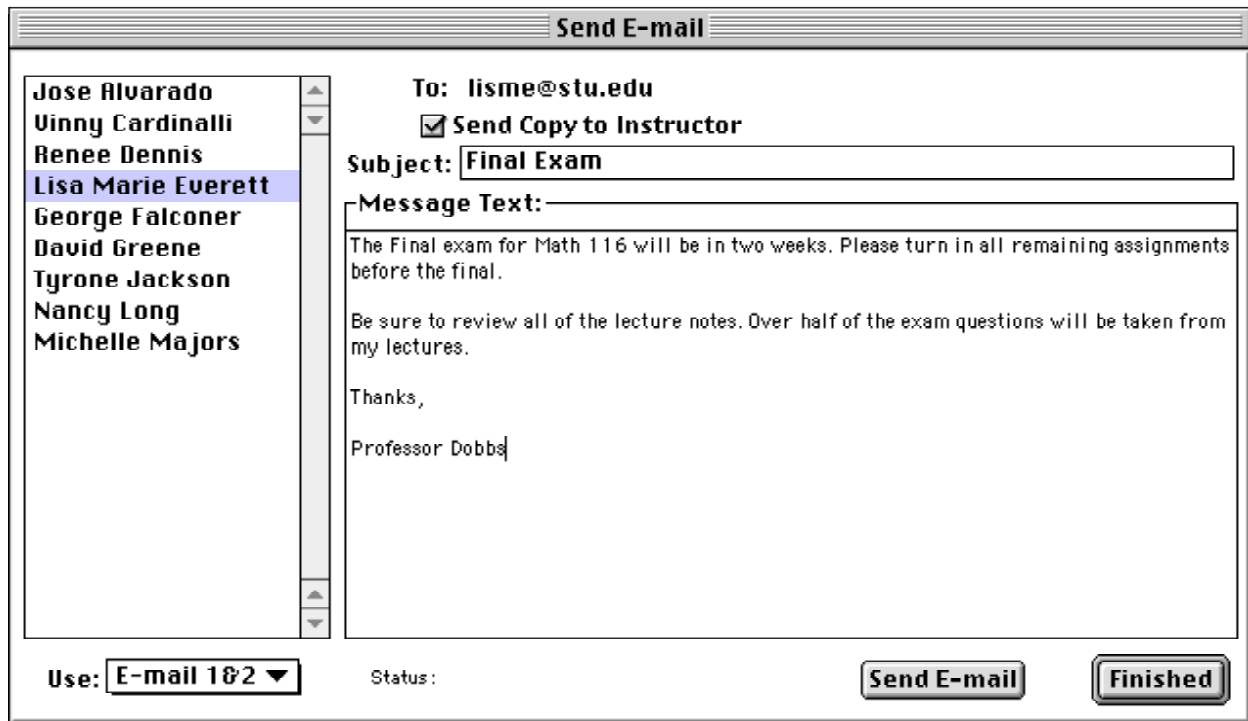 Send E-mail
Jose Alvarado
Vinny Cardinalli
Renee Dennis
Lisa Marie Everett
George Falconer
David Greene
Tyrone Jackson
Nancy Long
Michelle Majors
To: lisme@stu.edu
Send Copy to Instructor
Subject: Final Exam
Message Text:
The Final exam for Math 116 will be in two weeks. Please turn in all remaining assignments
before the final.
Be sure to review all of the lecture notes. Over half of the exam questions will be taken from
my lectures.
Thanks,
Professor Dobbs
Use: E-mail 1&2
Status:
Send E-mail
Finished